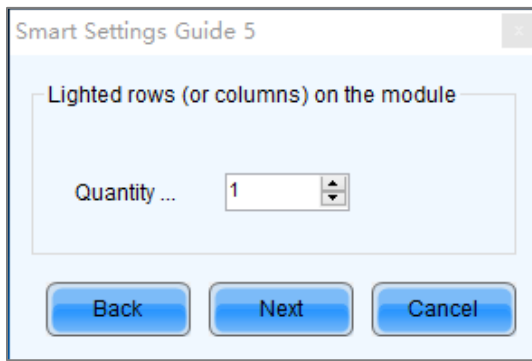 Smart Settings Guide 5
Lighted rows (or columns) on the module
Quantity ... 1
Back Next Cancel